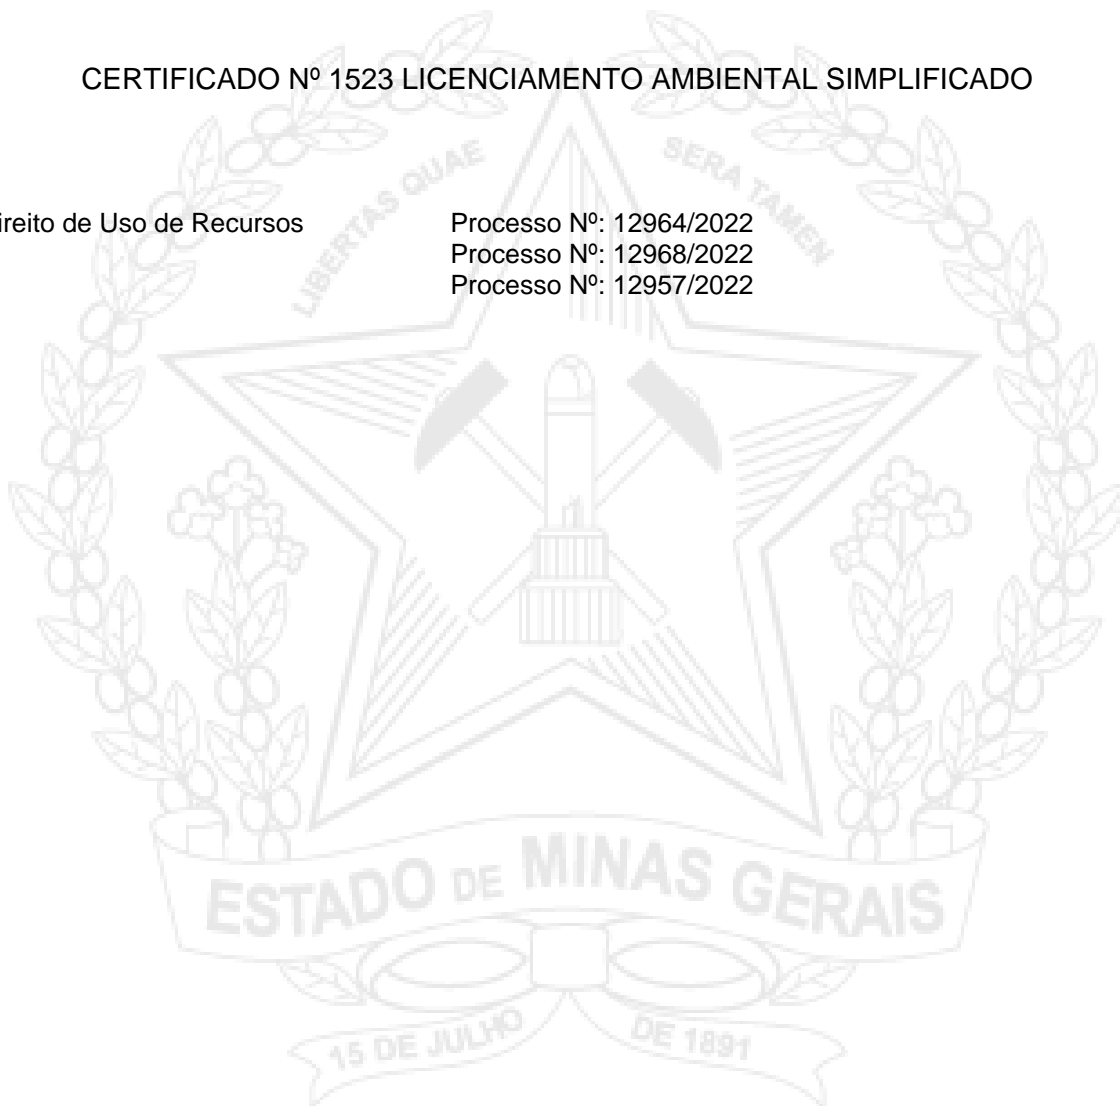 CERTIFICADO Nº 1523 LICENCIAMENTO AMBIENTAL SIMPLIFICADO
LIBERTAS QUAE SERA TAMEN
ireito de Uso de Recursos Processo Nº: 12964/2022
Processo Nº: 12968/2022
Processo Nº: 12957/2022
ESTADO DE MINAS GERAIS
15 DE JULHO DE 1891